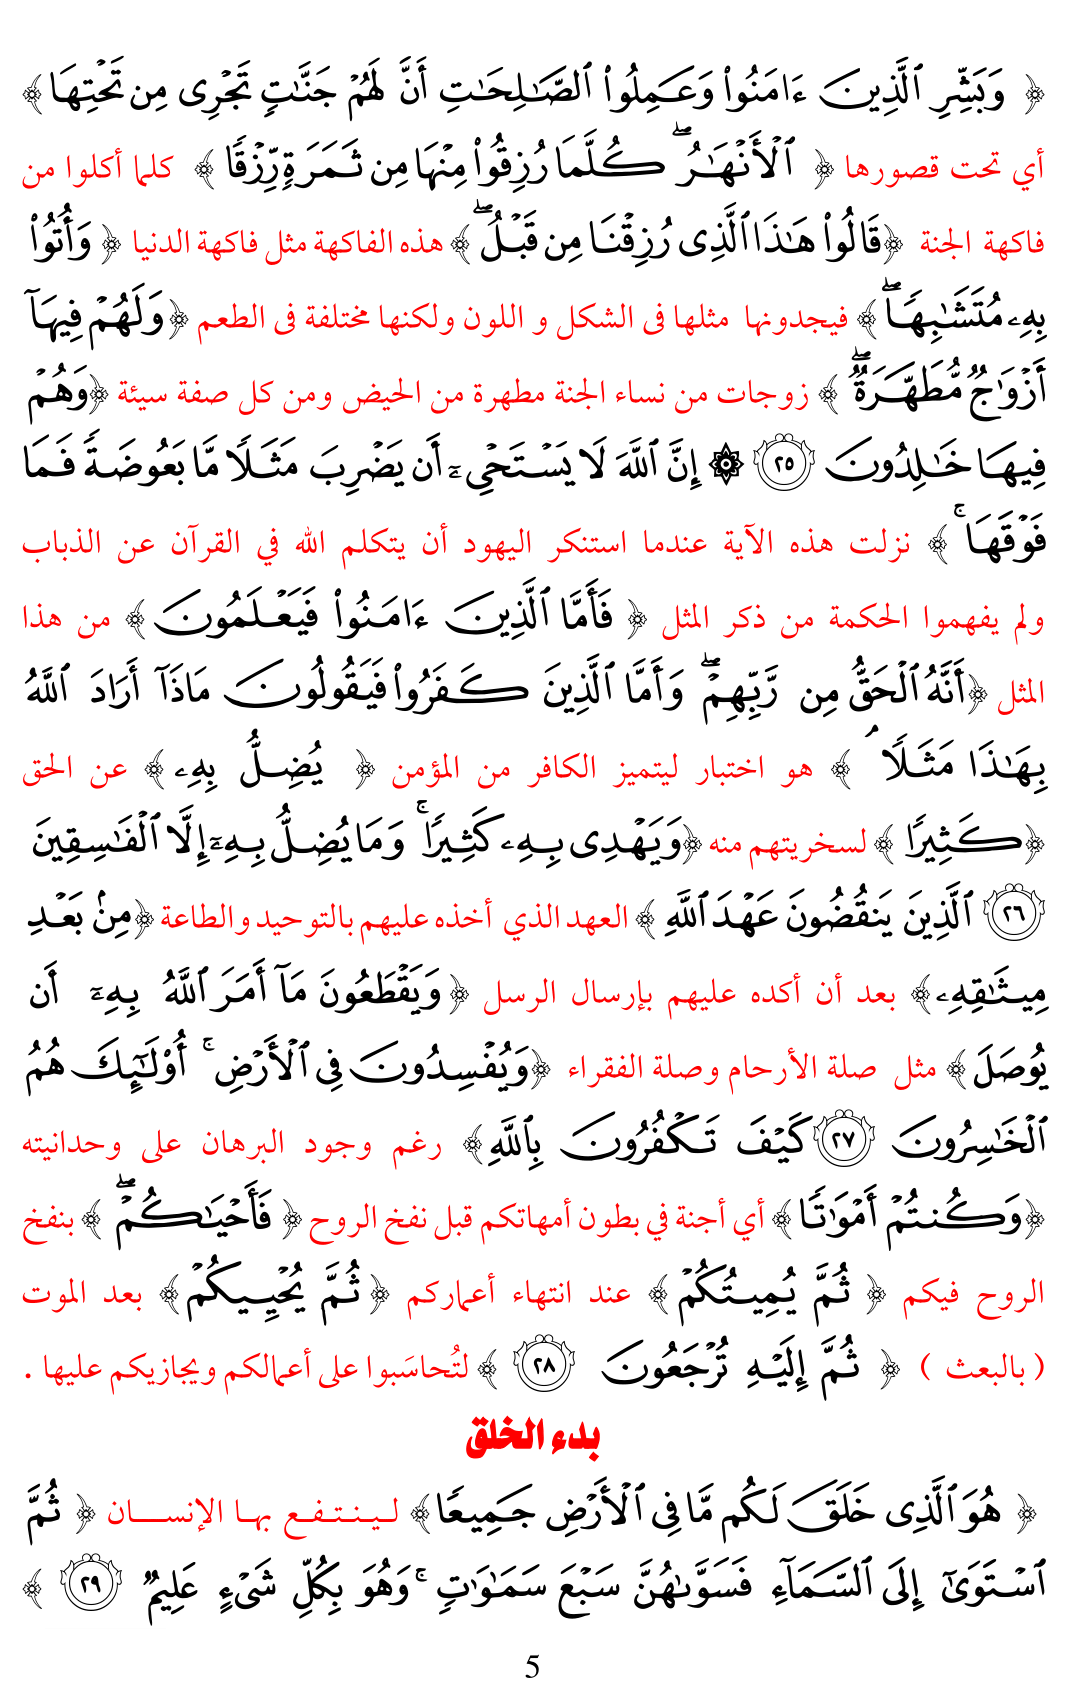 ﴿ وَبَشِّرِ ٱلَّذِينَ ءَامَنُوا۟ وَعَمِلُوا۟ ٱلصَّـٰلِحَـٰتِ أَنَّ لَهُمْ جَنَّـٰتٍ تَجْرِى مِن تَحْتِهَا ﴾
أي تحت قصورها ﴿ ٱلْأَنْهَـٰرُ ۖ كُلَّمَا رُزِقُوا۟ مِنْهَا مِن ثَمَرَةٍ رِّزْقًا ﴾ كلما أكلوا من
فاكهة الجنة ﴿قَالُوا۟ هَـٰذَا ٱلَّذِى رُزِقْنَا مِن قَبْلُ ۖ﴾ هذه الفاكهة مثل فاكهة الدنيا ﴿ وَأُتُوا۟
بِهِۦ مُتَشَـٰبِهًا ۖ﴾ فيجدونها مثلها فى الشكل و اللون ولكنها مختلفة فى الطعم ﴿وَلَهُمْ فِيهَآ
أَزْوَٰجٌ مُّطَهَّرَةٌ ۖ ﴾ زوجات من نساء الجنة مطهرة من الحيض ومن كل صفة سيئة ﴿وَهُمْ
فِيهَا خَـٰلِدُونَ ٢٥ ۞ إِنَّ ٱللَّهَ لَا يَسْتَحْىِۦٓ أَن يَضْرِبَ مَثَلًا مَّا بَعُوضَةً فَمَا
فَوْقَهَا ۚ ﴾ نزلت هذه الآية عندما استنكر اليهود أن يتكلم الله في القرآن عن الذباب
ولم يفهموا الحكمة من ذكر المثل ﴿ فَأَمَّا ٱلَّذِينَ ءَامَنُوا۟ فَيَعْلَمُونَ ﴾ من هذا
المثل ﴿أَنَّهُ ٱلْحَقُّ مِن رَّبِّهِمْ ۖ وَأَمَّا ٱلَّذِينَ كَفَرُوا۟ فَيَقُولُونَ مَاذَآ أَرَادَ ٱللَّهُ
بِهَـٰذَا مَثَلًا ۘ ﴾ هو اختبار ليتميز الكافر من المؤمن ﴿ يُضِلُّ بِهِۦ ﴾ عن الحق
﴿كَثِيرًا ﴾ لسخريتهم منه ﴿وَيَهْدِى بِهِۦ كَثِيرًا ۚ وَمَا يُضِلُّ بِهِۦٓ إِلَّا ٱلْفَـٰسِقِينَ
٢٦ ٱلَّذِينَ يَنقُضُونَ عَهْدَ ٱللَّهِ ﴾ العهد الذي أخذه عليهم بالتوحيد والطاعة ﴿مِنۢ بَعْدِ
مِيثَـٰقِهِۦ ﴾ بعد أن أكده عليهم بإرسال الرسل ﴿ وَيَقْطَعُونَ مَآ أَمَرَ ٱللَّهُ بِهِۦٓ أَن
يُوصَلَ ﴾ مثل صلة الأرحام وصلة الفقراء ﴿وَيُفْسِدُونَ فِى ٱلْأَرْضِ ۚ أُو۟لَـٰٓئِكَ هُمُ
ٱلْخَـٰسِرُونَ ٢٧ كَيْفَ تَكْفُرُونَ بِٱللَّهِ ﴾ رغم وجود البرهان على وحدانيته
﴿وَكُنتُمْ أَمْوَٰتًا ﴾ أي أجنة في بطون أمهاتكم قبل نفخ الروح ﴿ فَأَحْيَـٰكُمْ ۖ ﴾ بنفخ
الروح فيكم ﴿ ثُمَّ يُمِيتُكُمْ ﴾ عند انتهاء أعماركم ﴿ ثُمَّ يُحْيِيكُمْ ﴾ بعد الموت
( بالبعث ) ﴿ ثُمَّ إِلَيْهِ تُرْجَعُونَ ٢٨ ﴾ لتُحاسَبوا على أعمالكم ويجازيكم عليها .
بدء الخلق
﴿ هُوَ ٱلَّذِى خَلَقَ لَكُم مَّا فِى ٱلْأَرْضِ جَمِيعًا ﴾ لـيـنـتـفـع بهـا الإنســـان ﴿ ثُمَّ
ٱسْتَوَىٰٓ إِلَى ٱلسَّمَآءِ فَسَوَّىٰهُنَّ سَبْعَ سَمَـٰوَٰتٍ ۚ وَهُوَ بِكُلِّ شَىْءٍ عَلِيمٌ ٢٩ ﴾
5